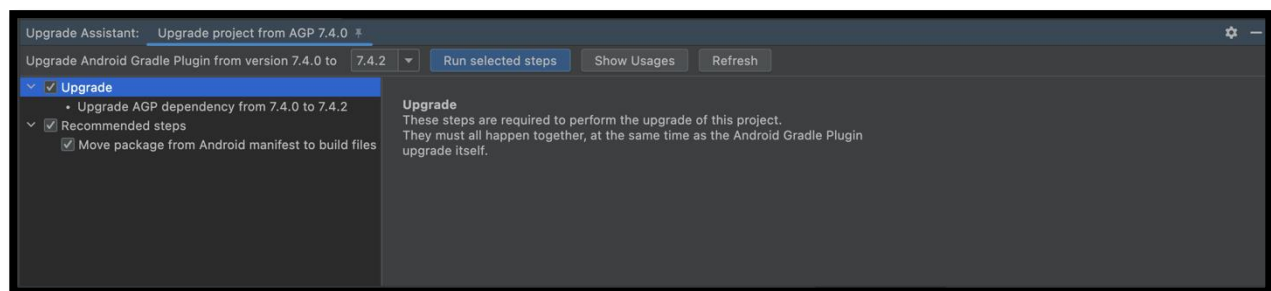 Upgrade Assistant: Upgrade project from AGP 7.4.0
Upgrade Android Gradle Plugin from version 7.4.0 to 7.4.2 Run selected steps Show Usages Refresh
Upgrade
• Upgrade AGP dependency from 7.4.0 to 7.4.2
Recommended steps
Move package from Android manifest to build files
Upgrade
These steps are required to perform the upgrade of this project.
They must all happen together, at the same time as the Android Gradle Plugin
upgrade itself.